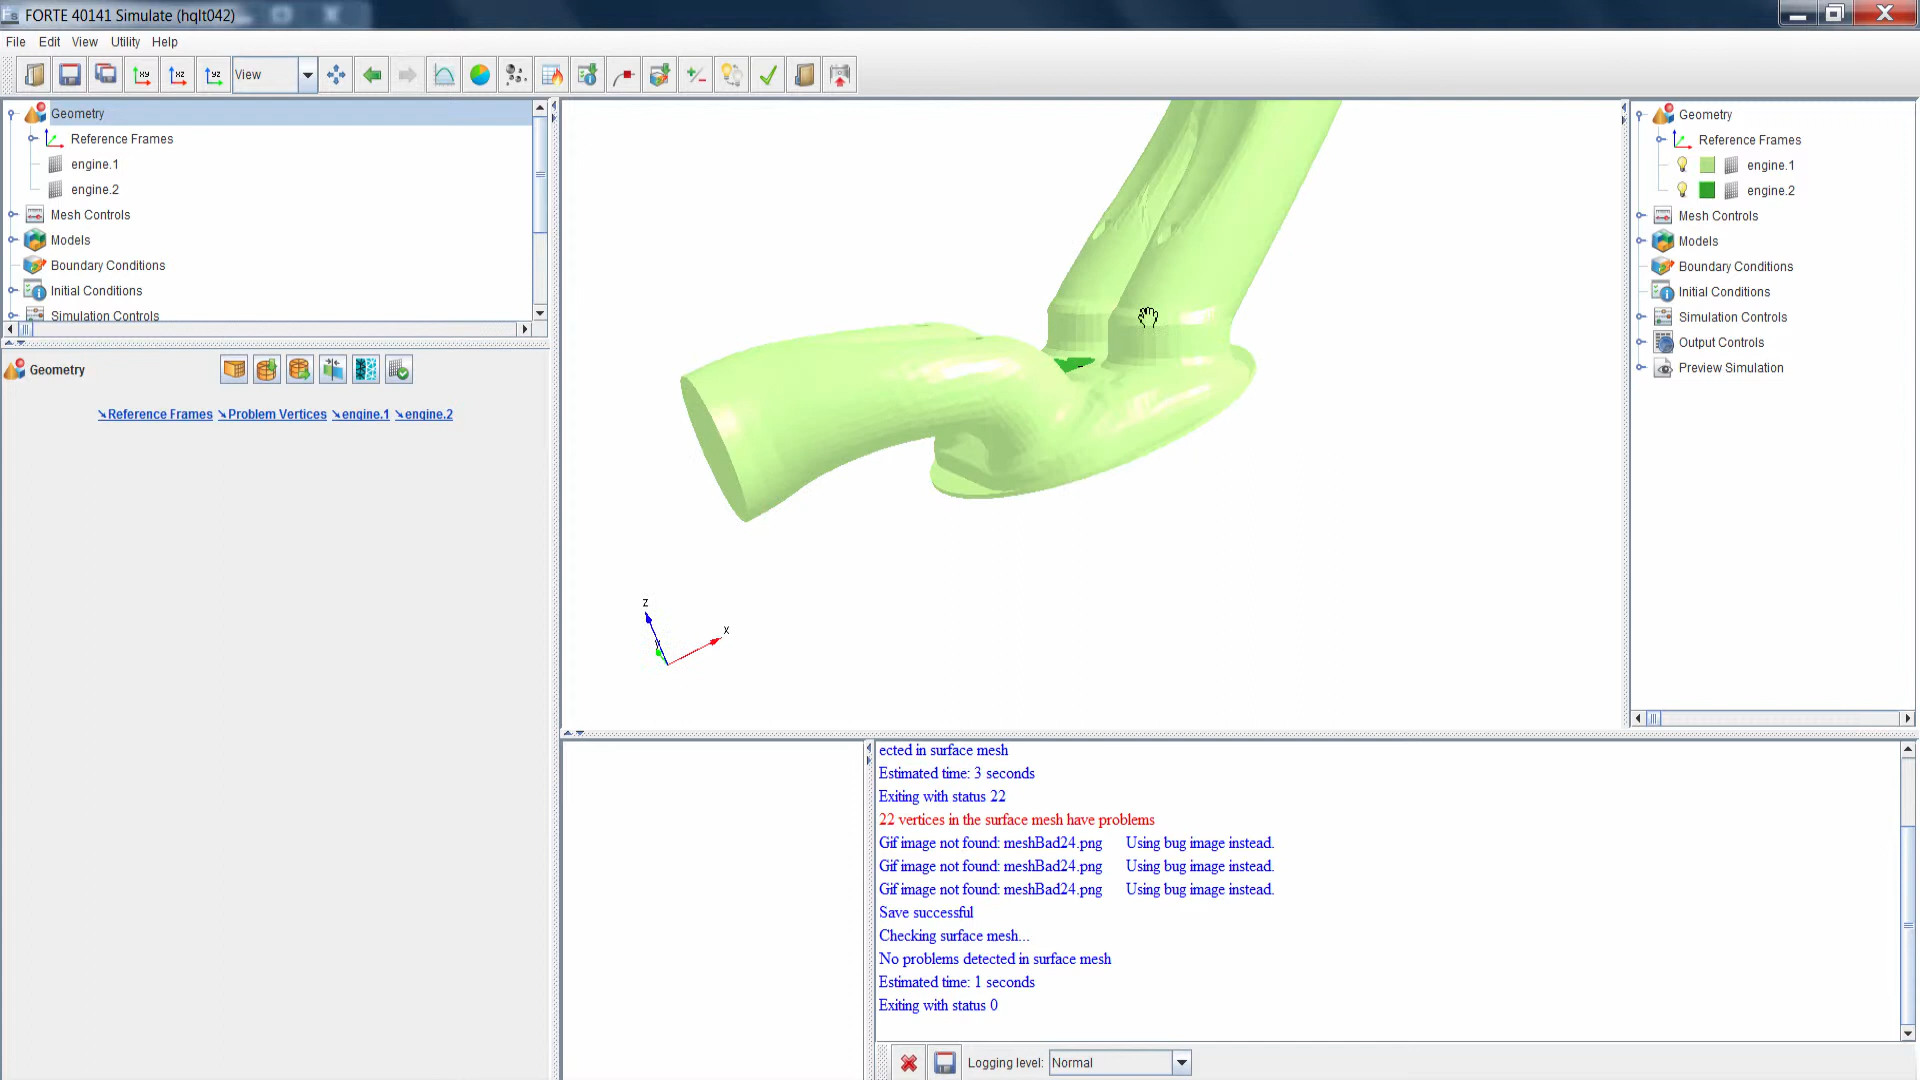 FORTE 40141 Simulate (hqlt042)
File Edit View Utility Help
xy xz yz View
Geometry
Reference Frames
engine.1
engine.2
Mesh Controls
Models
Boundary Conditions
Initial Conditions
Simulation Controls
Geometry
Reference Frames Problem Vertices engine.1 engine.2
z
x
Geometry
Reference Frames
engine.1
engine.2
Mesh Controls
Models
Boundary Conditions
Initial Conditions
Simulation Controls
Output Controls
Preview Simulation
ected in surface mesh
Estimated time: 3 seconds
Exiting with status 22
22 vertices in the surface mesh have problems
Gif image not found: meshBad24.png Using bug image instead.
Gif image not found: meshBad24.png Using bug image instead.
Gif image not found: meshBad24.png Using bug image instead.
Save successful
Checking surface mesh...
No problems detected in surface mesh
Estimated time: 1 seconds
Exiting with status 0
Logging level: Normal